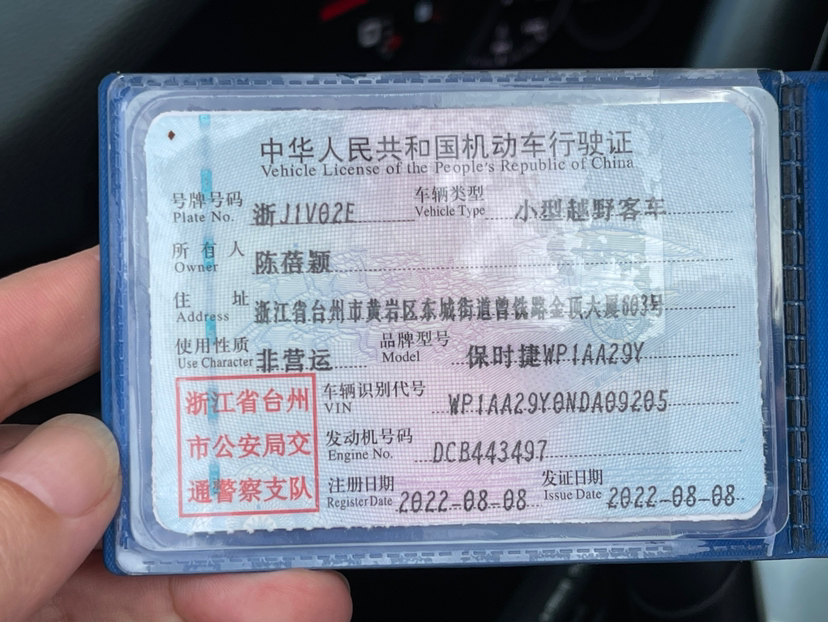 中华人民共和国机动车行驶证
Vehicle License of the People's Republic of China
号牌号码 浙J1V02E 车辆类型 小型越野客车
Plate No. Vehicle Type
所有人 陈蓓颖
Owner
住址 浙江省台州市黄岩区东城街道曾铣路金顶大厦603号
Address
使用性质 非营运 品牌型号 保时捷WP1AA29Y
Use Character Model
浙江省台州
市公安局交
通警察支队
车辆识别代号 WP1AA29Y0NDA09205
VIN
发动机号码 DCB443497
Engine No.
注册日期 2022-08-08 发证日期 2022-08-08
Register Date Issue Date